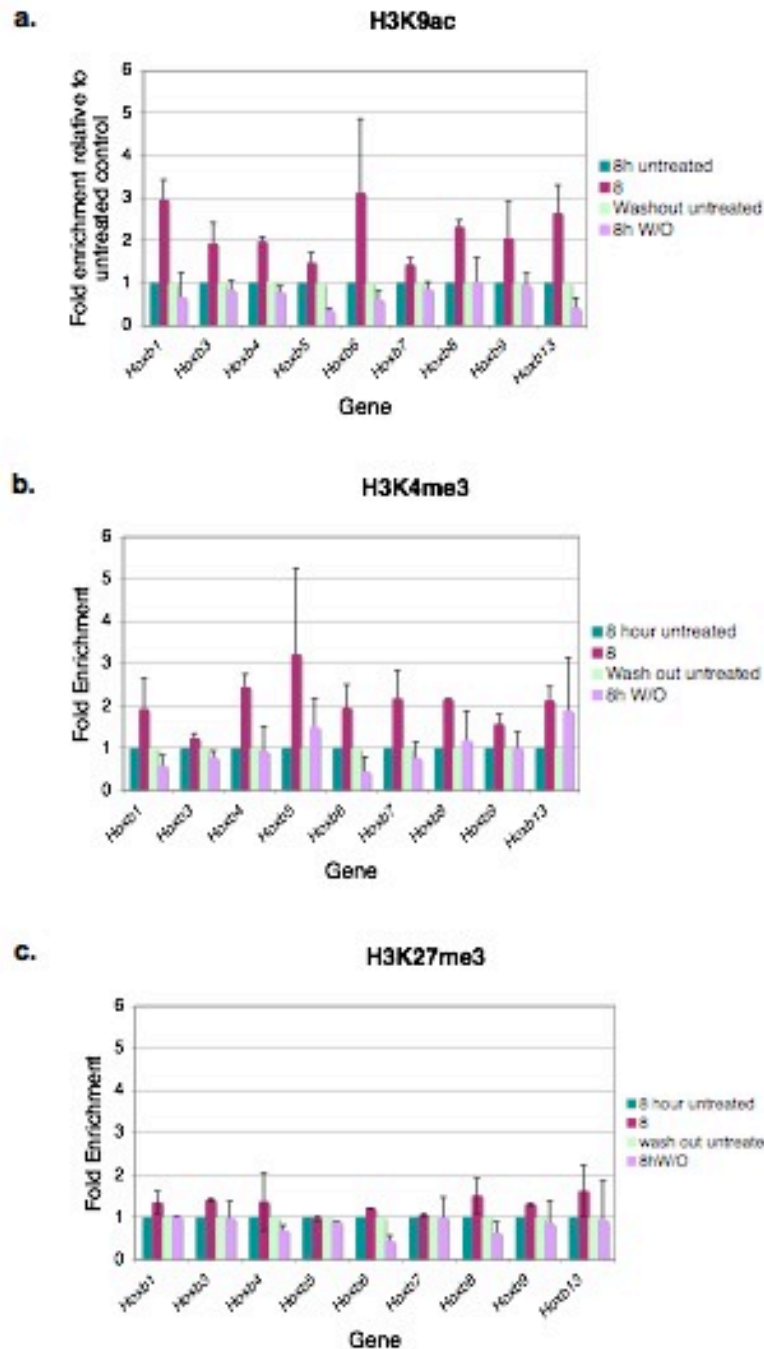 a.
H3K9ac
Fold enrichment relative to
untreated control
6
5
4
3
2
1
0
8h untreated
8
Washout untreated
8h W/O
Hoxb1
Hoxb3
Hoxb4
Hoxb5
Hoxb6
Hoxb7
Hoxb8
Hoxb9
Hoxb13
Gene
b.
H3K4me3
Fold Enrichment
6
5
4
3
2
1
0
8 hour untreated
8
Wash out untreated
8h W/O
Hoxb1
Hoxb3
Hoxb4
Hoxb5
Hoxb6
Hoxb7
Hoxb8
Hoxb9
Hoxb13
Gene
c.
H3K27me3
Fold Enrichment
6
5
4
3
2
1
0
8 hour untreated
8
wash out untreate
8hW/O
Hoxb1
Hoxb3
Hoxb4
Hoxb5
Hoxb6
Hoxb7
Hoxb8
Hoxb9
Hoxb13
Gene